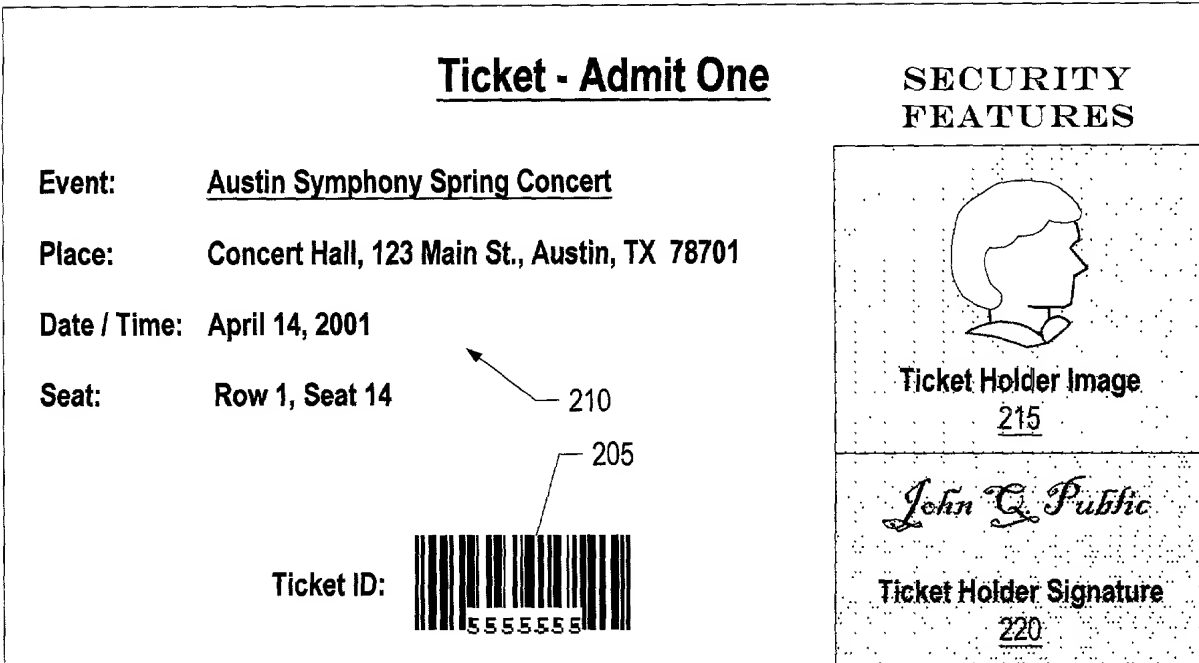 Ticket - Admit One
SECURITY
FEATURES
Event: Austin Symphony Spring Concert
Place: Concert Hall, 123 Main St., Austin, TX 78701
Date / Time: April 14, 2001
Seat: Row 1, Seat 14
210
205
Ticket ID:
5555555
Ticket Holder Image
215
John Q. Public
Ticket Holder Signature
220